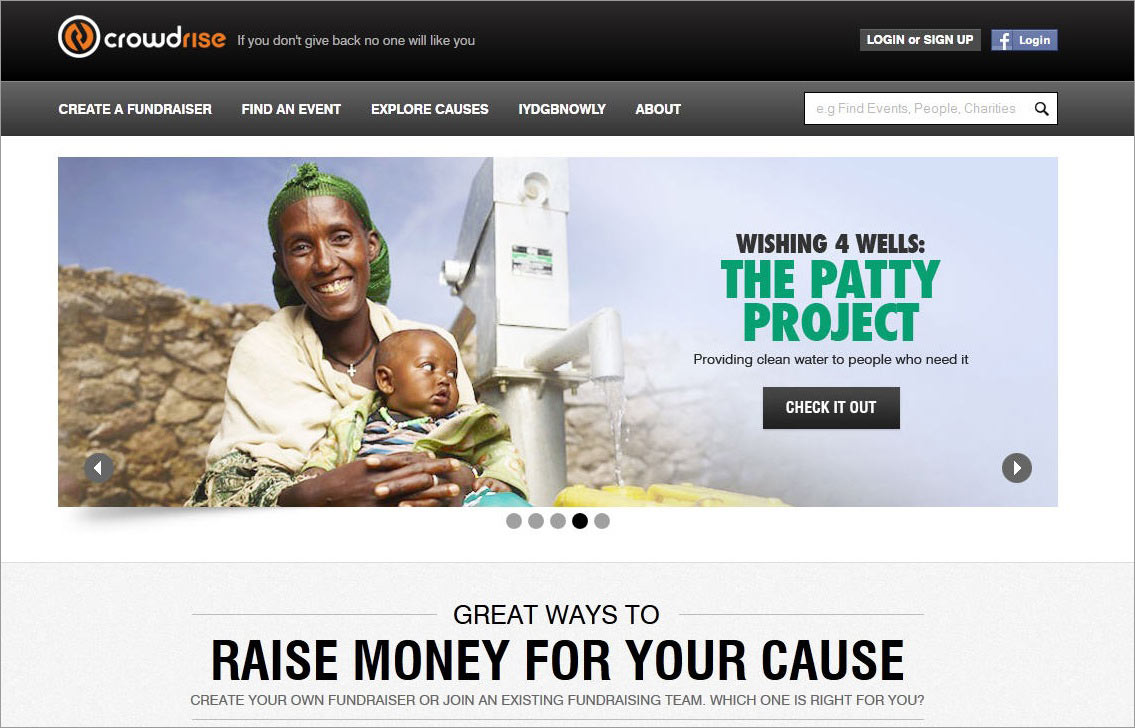 crowdrise If you don't give back no one will like you
LOGIN or SIGN UP
f Login
CREATE A FUNDRAISER FIND AN EVENT EXPLORE CAUSES IYDGBNOWLY ABOUT
e.g Find Events, People, Charities
WISHING 4 WELLS:
THE PATTY
PROJECT
Providing clean water to people who need it
CHECK IT OUT
GREAT WAYS TO
RAISE MONEY FOR YOUR CAUSE
CREATE YOUR OWN FUNDRAISER OR JOIN AN EXISTING FUNDRAISING TEAM. WHICH ONE IS RIGHT FOR YOU?